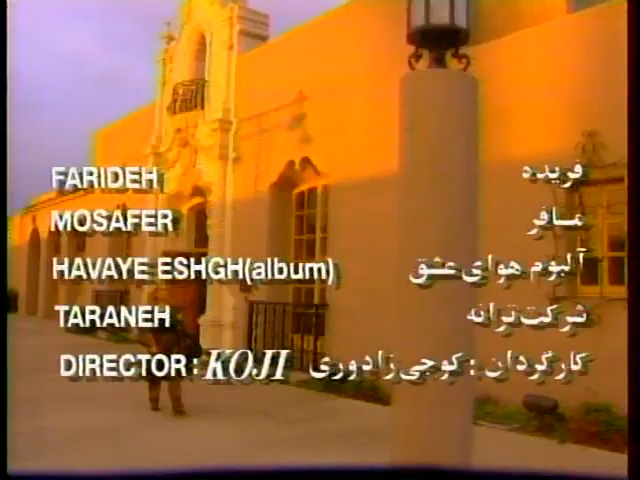 FARIDEH فریده
MOSAFER مسافر
HAVAYE ESHGH(album) آلبوم هوای عشق
TARANEH شرکت ترانه
DIRECTOR : KOJI کارگردان : کوجی زادوری